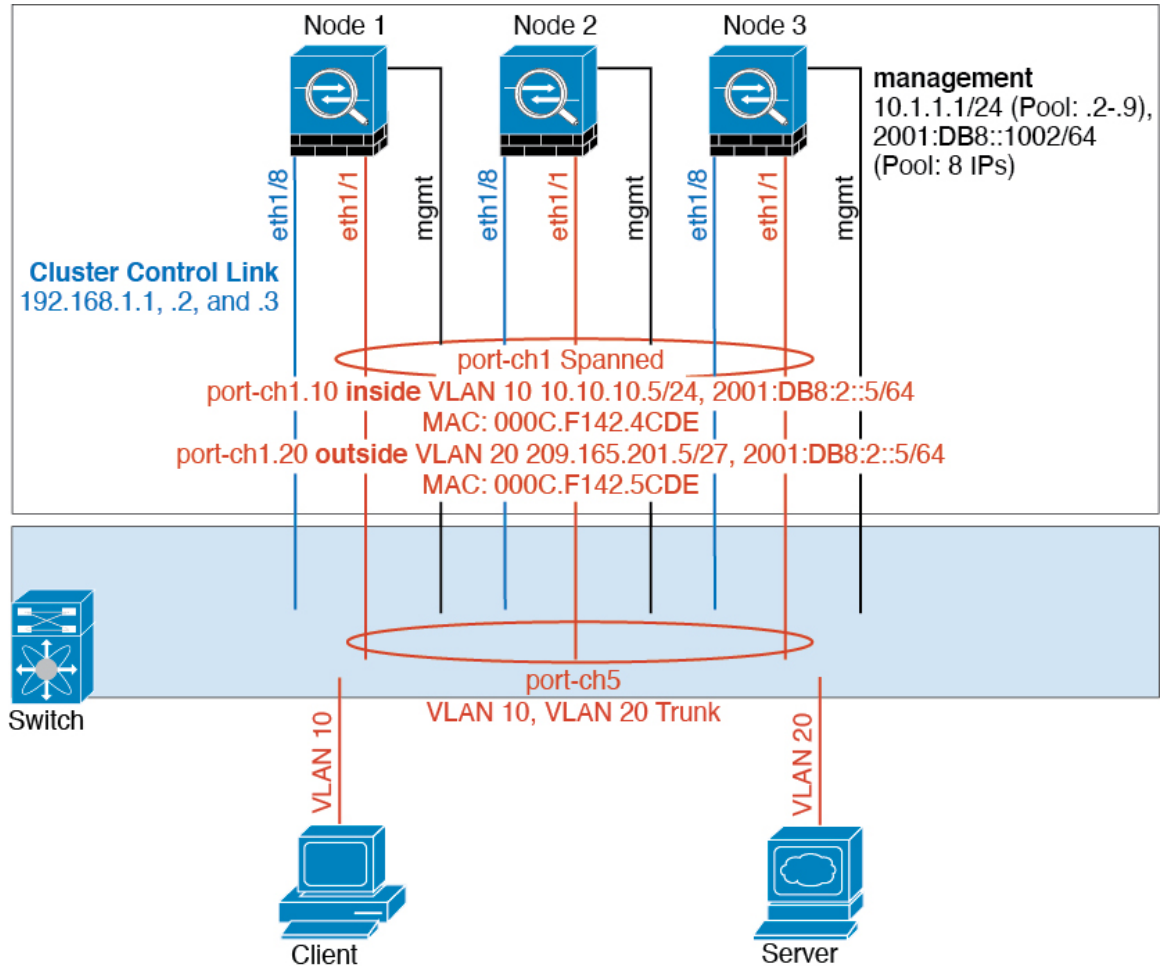 Node 1
Node 2
Node 3
management
10.1.1.1/24 (Pool: .2-.9),
2001:DB8::1002/64
(Pool: 8 IPs)
eth1/8
eth1/1
mgmt
eth1/8
eth1/1
mgmt
eth1/8
eth1/1
mgmt
Cluster Control Link
192.168.1.1, .2, and .3
port-ch1 Spanned
port-ch1.10 inside VLAN 10 10.10.10.5/24, 2001:DB8:2::5/64
MAC: 000C.F142.4CDE
port-ch1.20 outside VLAN 20 209.165.201.5/27, 2001:DB8:2::5/64
MAC: 000C.F142.5CDE
port-ch5
VLAN 10, VLAN 20 Trunk
Switch
VLAN 10
VLAN 20
Client
Server